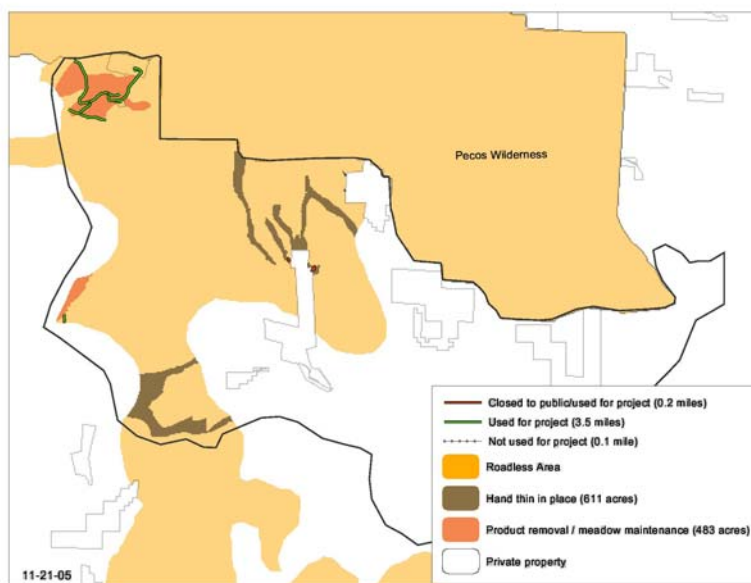 Pecos Wilderness
Closed to public/used for project (0.2 miles)
Used for project (3.5 miles)
Not used for project (0.1 mile)
Roadless Area
Hand thin in place (611 acres)
Product removal / meadow maintenance (483 acres)
Private property
11-21-05